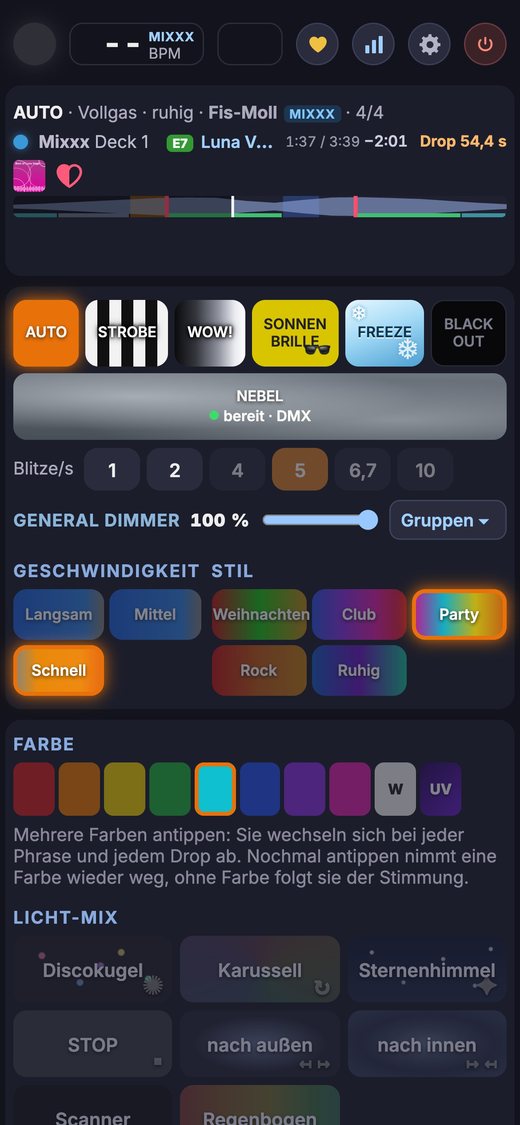 -- MIXXX
BPM
AUTO · Vollgas · ruhig · Fis-Moll MIXXX · 4/4
Mixxx Deck 1 E7 Luna V... 1:37 / 3:39 −2:01 Drop 54,4 s
AUTO STROBE WOW! SONNEN BRILLE FREEZE BLACK OUT
NEBEL
bereit · DMX
Blitze/s 1 2 4 5 6,7 10
GENERAL DIMMER 100 % Gruppen
GESCHWINDIGKEIT STIL
Langsam Mittel Weihnachten Club Party
Schnell Rock Ruhig
FARBE
W UV
Mehrere Farben antippen: Sie wechseln sich bei jeder
Phrase und jedem Drop ab. Nochmal antippen nimmt eine
Farbe wieder weg, ohne Farbe folgt sie der Stimmung.
LICHT-MIX
Discokugel Karussell Sternenhimmel
STOP nach außen nach innen
Scanner Regenbogen